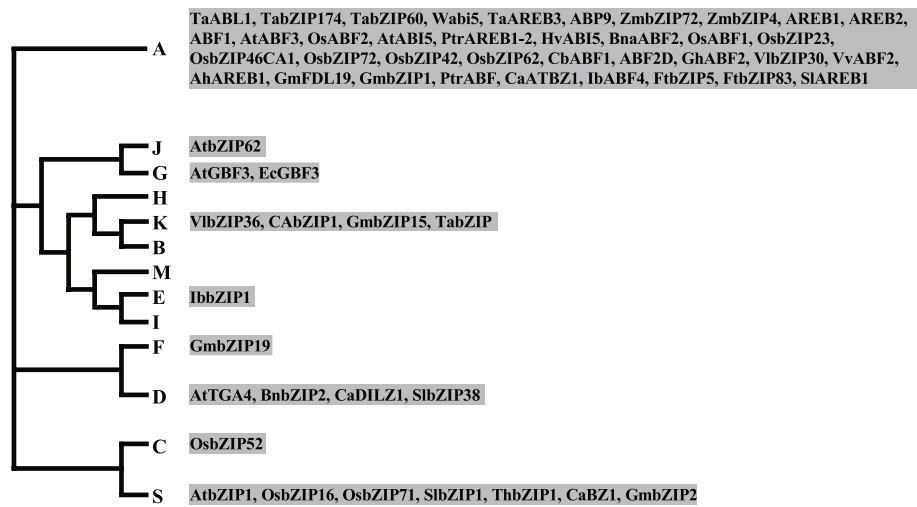 TaABL1, TabZIP174, TabZIP60, Wabi5, TaAREB3, ABP9, ZmbZIP72, ZmbZIP4, AREB1, AREB2,
ABF1, AtABF3, OsABF2, AtABI5, PtrAREB1-2, HvABI5, BnaABF2, OsABF1, OsbZIP23,
A
OsbZIP46CA1, OsbZIP72, OsbZIP42, OsbZIP62, CbABF1, ABF2D, GhABF2, VlbZIP30, VvABF2,
AhAREB1, GmFDL19, GmbZIP1, PtrABF, CaATBZ1, IbABF4, FtbZIP5, FtbZIP83, SlAREB1
J AtbZIP62
G AtGBF3, EcGBF3
H
K VlbZIP36, CAbZIP1, GmbZIP15, TabZIP
B
M
E IbbZIP1
I
F GmbZIP19
D AtTGA4, BnbZIP2, CaDILZ1, SlbZIP38
C OsbZIP52
S AtbZIP1, OsbZIP16, OsbZIP71, SlbZIP1, ThbZIP1, CaBZ1, GmbZIP2